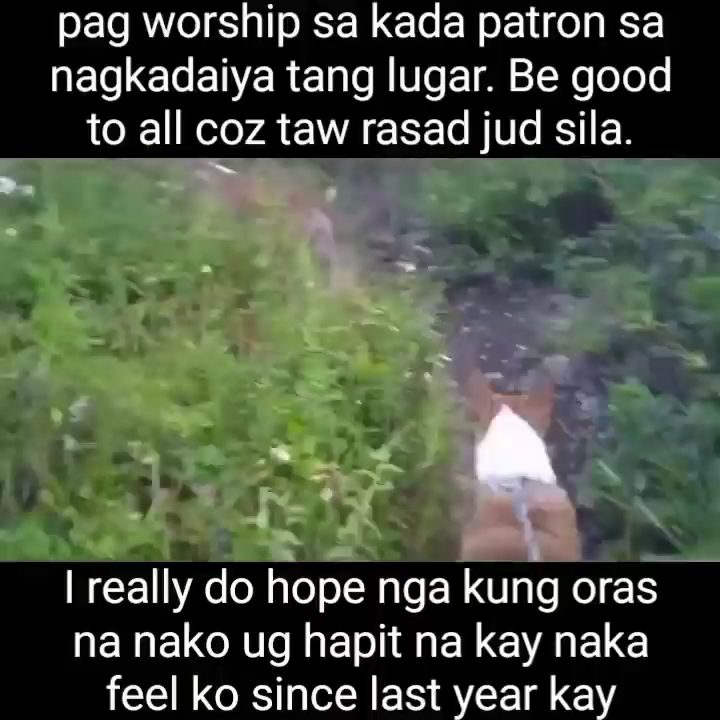 pag worship sa kada patron sa
nagkadaiya tang lugar. Be good
to all coz taw rasad jud sila.
I really do hope nga kung oras
na nako ug hapit na kay naka
feel ko since last year kay